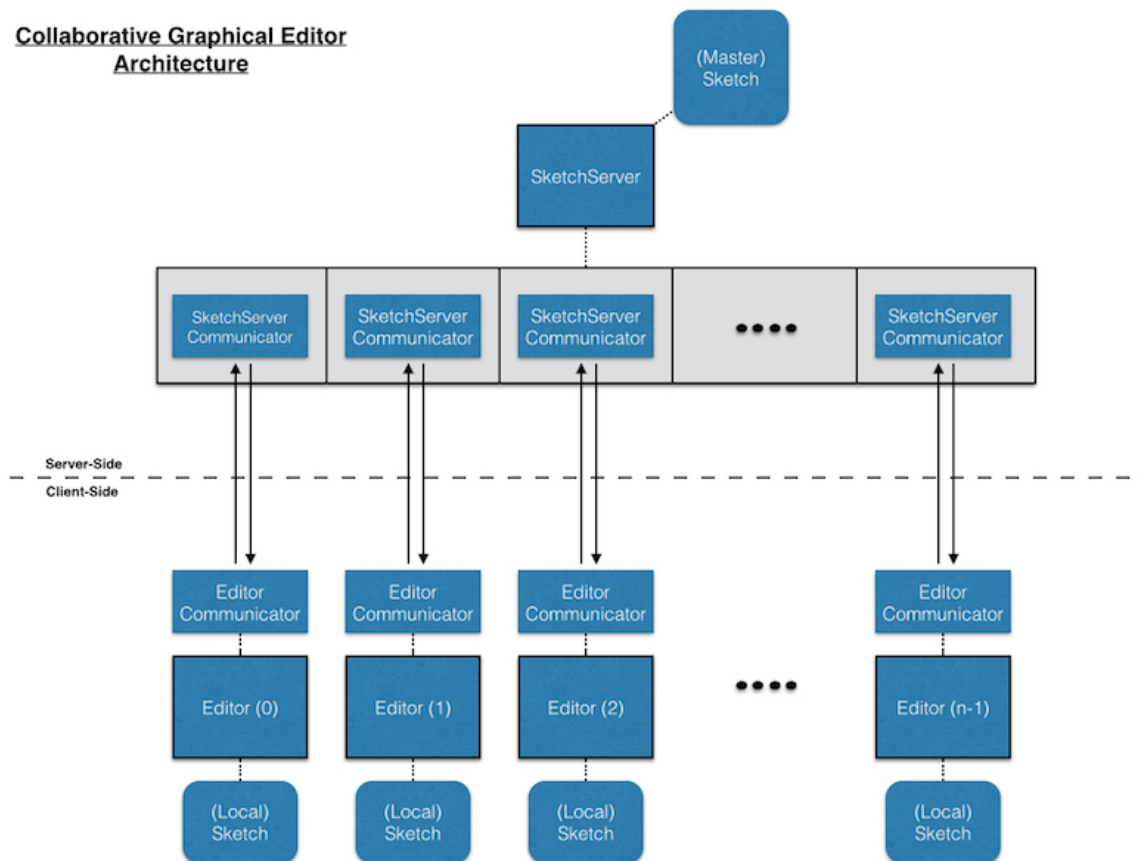 Collaborative Graphical Editor
Architecture
(Master)
Sketch
SketchServer
SketchServer
Communicator
SketchServer
Communicator
SketchServer
Communicator
SketchServer
Communicator
Server-Side
Client-Side
Editor
Communicator
Editor
Communicator
Editor
Communicator
Editor
Communicator
Editor (0)
Editor (1)
Editor (2)
Editor (n-1)
(Local)
Sketch
(Local)
Sketch
(Local)
Sketch
(Local)
Sketch